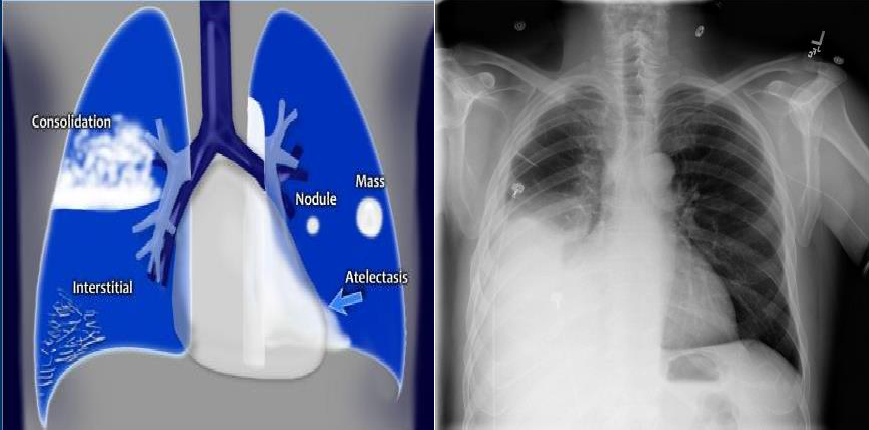 Consolidation
Mass
Nodule
Atelectasis
Interstitial
L